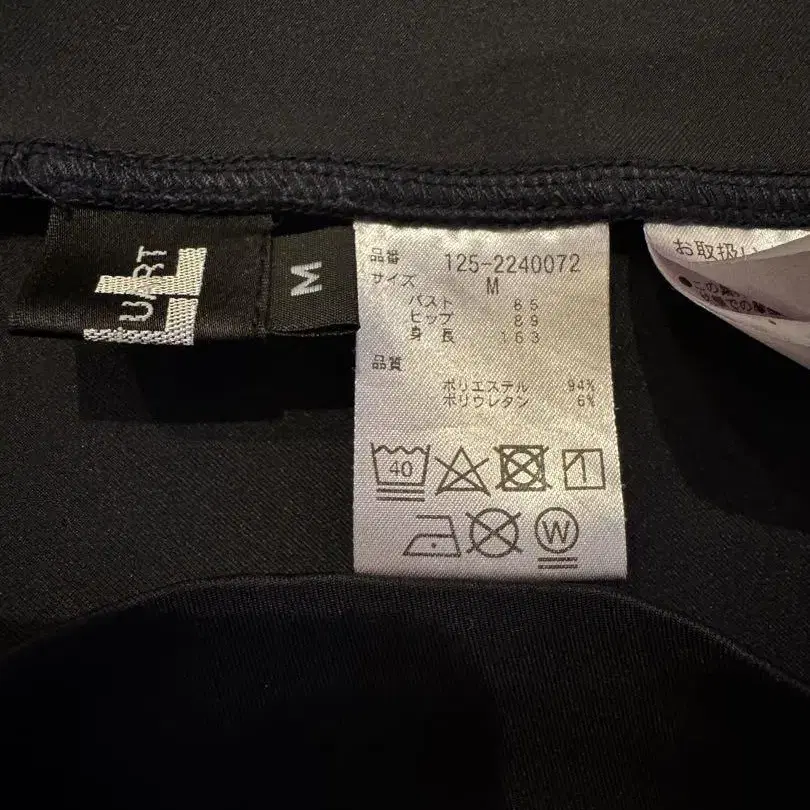 M
品番 125-2240072
サイズ M
バスト 85
ヒップ 89
身長 163
品質
ポリエステル 94%
ポリウレタン 6%
40
1
W
お取扱い